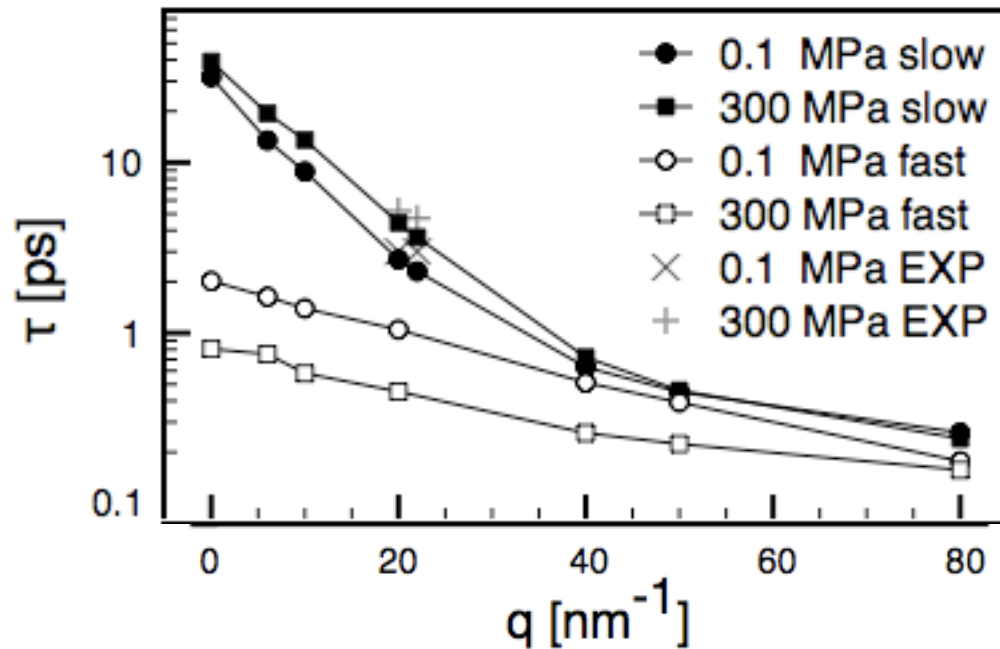 0.1 MPa slow
300 MPa slow
0.1 MPa fast
300 MPa fast
0.1 MPa EXP
300 MPa EXP
10
1
0.1
τ [ps]
0 20 40 60 80
q [nm⁻¹]